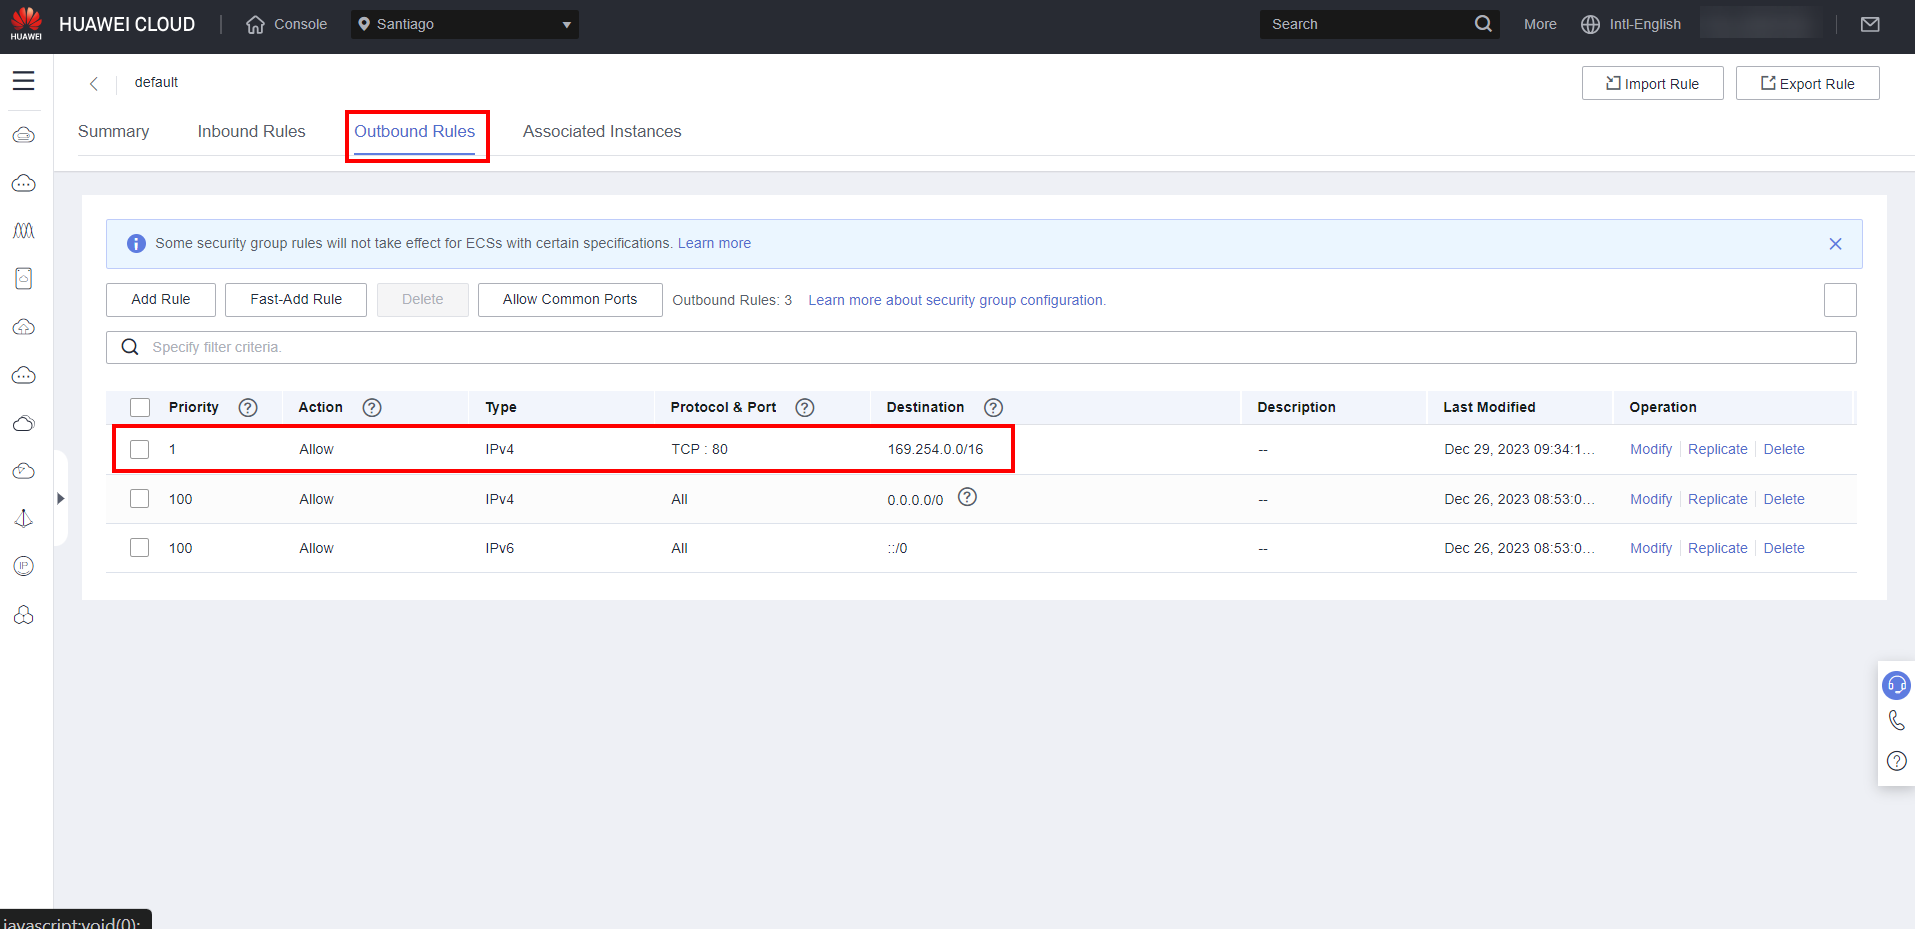 HUAWEI
HUAWEI CLOUD
Console
Santiago
Search
More
Intl-English
default
Import Rule
Export Rule
Summary
Inbound Rules
Outbound Rules
Associated Instances
Some security group rules will not take effect for ECSs with certain specifications. Learn more
Add Rule
Fast-Add Rule
Delete
Allow Common Ports
Outbound Rules: 3
Learn more about security group configuration.
Specify filter criteria.
Priority Action Type Protocol & Port Destination Description Last Modified Operation
1 Allow IPv4 TCP : 80 169.254.0.0/16 -- Dec 29, 2023 09:34:1... Modify Replicate Delete
100 Allow IPv4 All 0.0.0.0/0 -- Dec 26, 2023 08:53:0... Modify Replicate Delete
100 Allow IPv6 All ::/0 -- Dec 26, 2023 08:53:0... Modify Replicate Delete
IP
javascript:void(0);